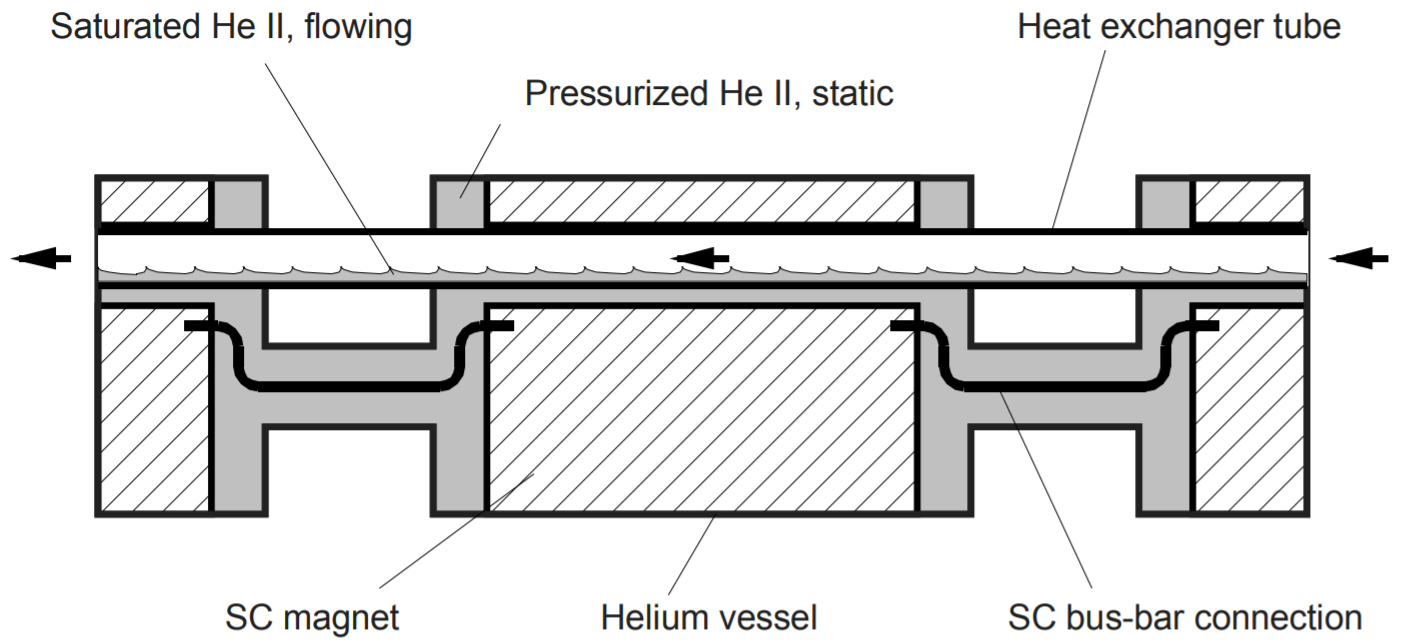 Saturated He II, flowing
Heat exchanger tube
Pressurized He II, static
SC magnet
Helium vessel
SC bus-bar connection